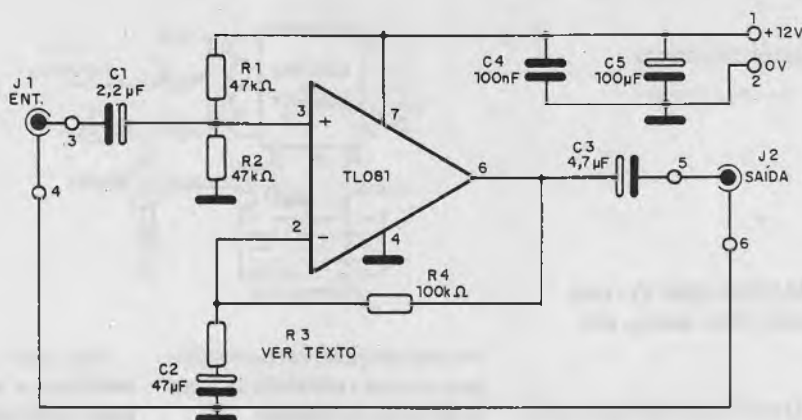 1
+12V
0V
2
C4
100nF
C5
100µF
R1
47kΩ
C1
2,2µF
J1
ENT.
3
4
R2
47kΩ
3
+
7
TL081
6
2
−
4
C3
4,7µF
5
J2
SAÍDA
6
R4
100kΩ
R3
VER TEXTO
C2
47µF